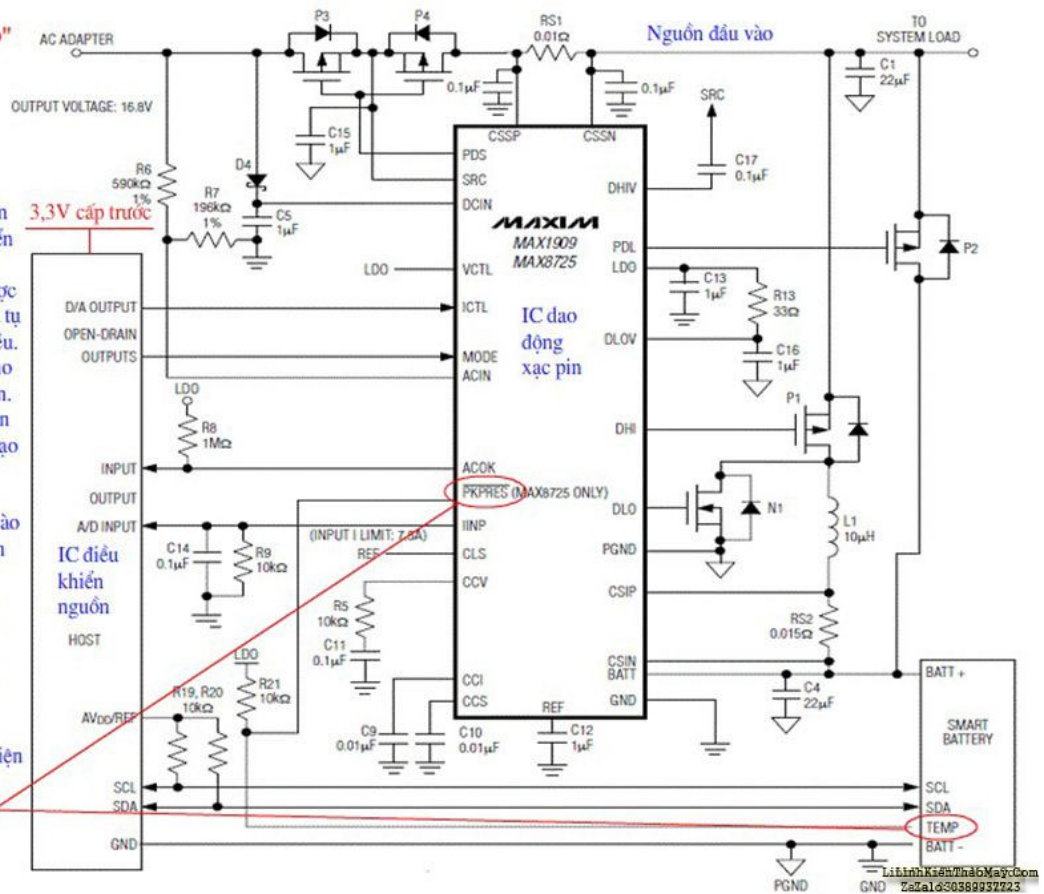 AC ADAPTER
P3
P4
RS1
0.01Ω
Nguồn đầu vào
TO
SYSTEM LOAD
0.1µF
0.1µF
C1
22µF
OUTPUT VOLTAGE: 16.8V
C15
1µF
CSSP
CSSN
SRC
C17
0.1µF
R6
590kΩ
1%
D4
R7
196kΩ
1%
C5
1µF
3,3V cấp trước
PDS
SRC
DCIN
MAXIM
MAX1909
MAX8725
DHIV
PDL
P2
LDO
VCTL
LDO
C13
1µF
R13
33Ω
D/A OUTPUT
ICTL
IC dao
động
xạc pin
OPEN-DRAIN
OUTPUTS
MODE
ACIN
DLOV
C16
1µF
LDO
R8
1MΩ
P1
DHI
INPUT
ACOK
OUTPUT
PKPRES (MAX8725 ONLY)
DLO
N1
A/D INPUT
IINP
(INPUT I LIMIT: 7.5A)
L1
10µH
IC điều
khiển
nguồn
C14
0.1µF
R9
10kΩ
REF
CLS
PGND
CCV
CSIP
HOST
R5
10kΩ
C11
0.1µF
RS2
0.015Ω
LDO
R21
10kΩ
CSIN
BATT
BATT +
R19, R20
10kΩ
CCI
CCS
GND
C4
22µF
AVDD/REF
C9
0.01µF
C10
0.01µF
REF
C12
1µF
SMART
BATTERY
SCL
SCL
SDA
SDA
TEMP
GND
BATT -
PGND
GND
LiLinhKienThaoMay.Com
ZaZalo:0389937723